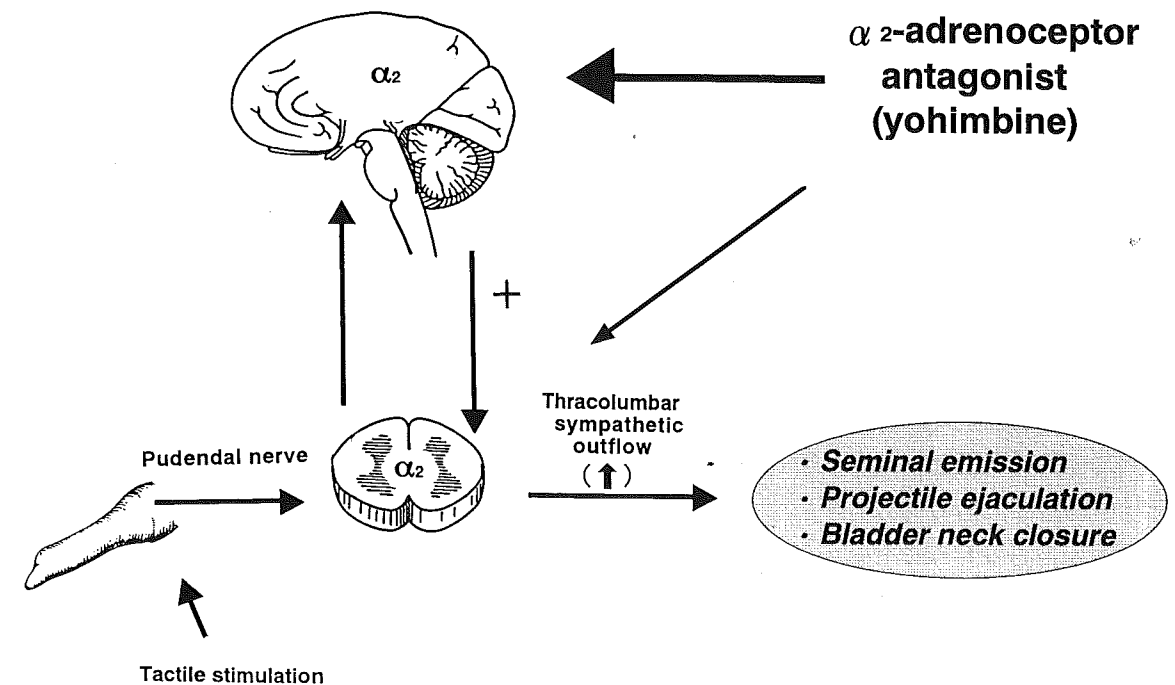 α 2-adrenoceptor
antagonist
(yohimbine)
α2
+
Thracolumbar
sympathetic
outflow
(⬆)
Pudendal nerve
α2
· Seminal emission
· Projectile ejaculation
· Bladder neck closure
Tactile stimulation